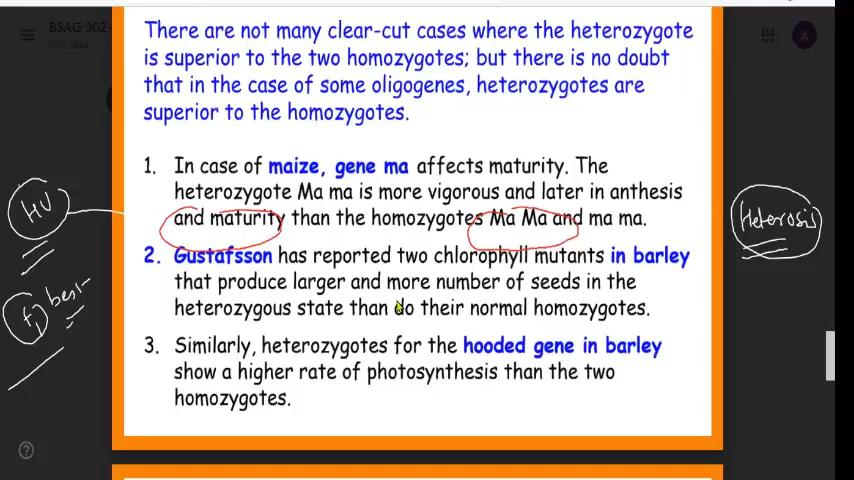 BSAG 302-
There are not many clear-cut cases where the heterozygote
is superior to the two homozygotes; but there is no doubt
that in the case of some oligogenes, heterozygotes are
superior to the homozygotes.
1. In case of maize, gene ma affects maturity. The
heterozygote Ma ma is more vigorous and later in anthesis
and maturity than the homozygotes Ma Ma and ma ma.
2. Gustafsson has reported two chlorophyll mutants in barley
that produce larger and more number of seeds in the
heterozygous state than do their normal homozygotes.
3. Similarly, heterozygotes for the hooded gene in barley
show a higher rate of photosynthesis than the two
homozygotes.
HV
F1 best
Heterosis